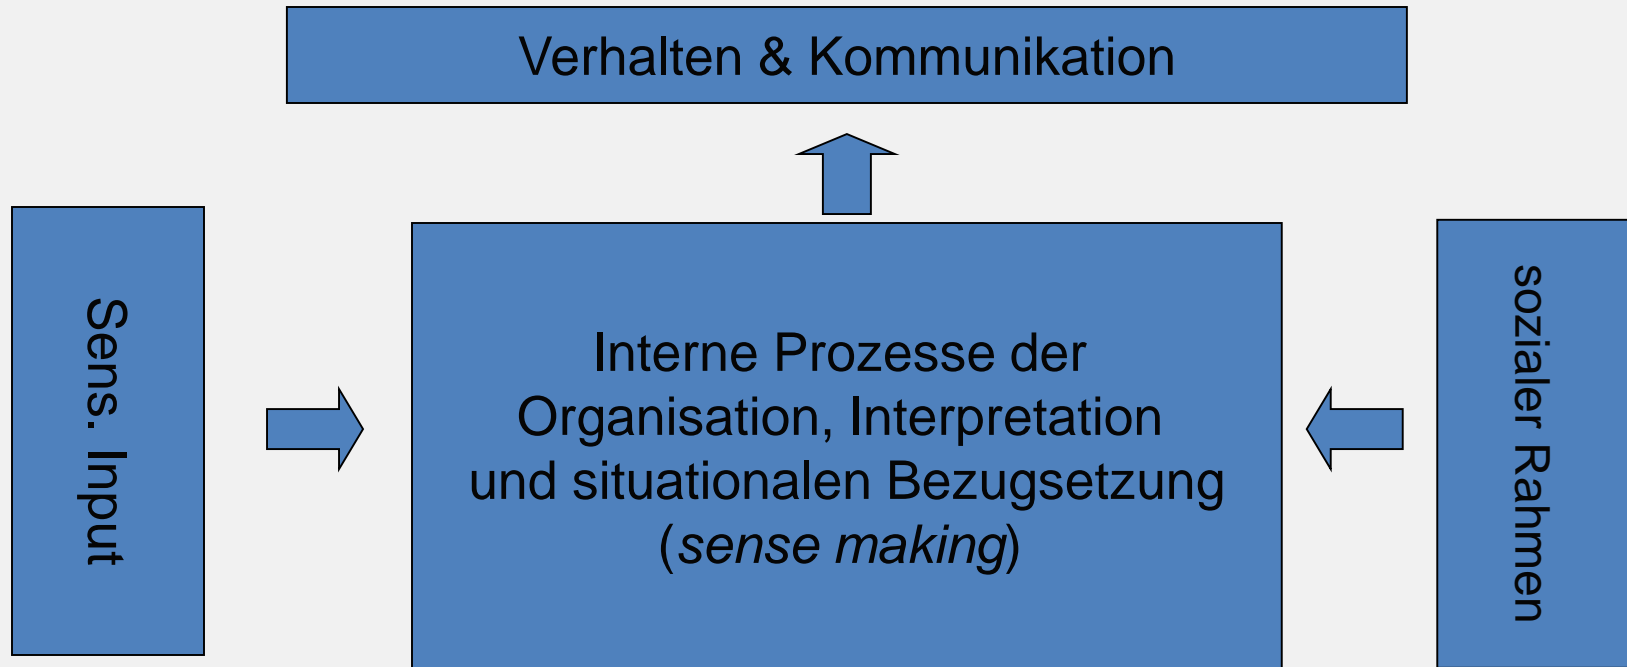 Verhalten & Kommunikation
Sens. Input
Interne Prozesse der
Organisation, Interpretation
und situationalen Bezugsetzung
(sense making)
sozialer Rahmen